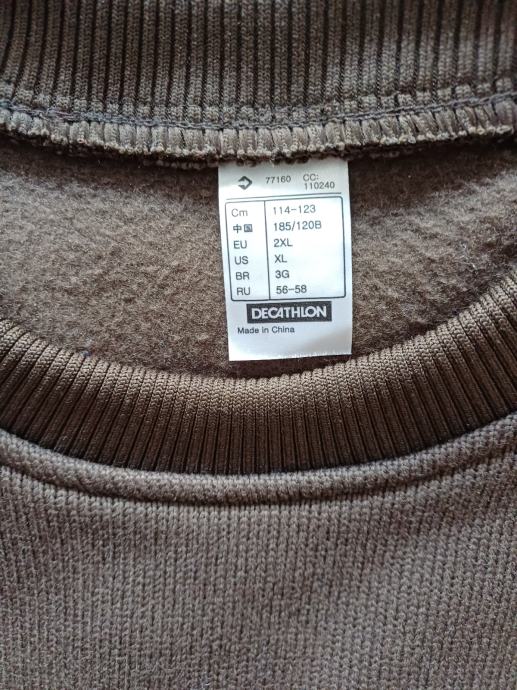 77160 CC: 110240
Cm 114-123
中国 185/120B
EU 2XL
US XL
BR 3G
RU 56-58
DECATHLON
Made in China